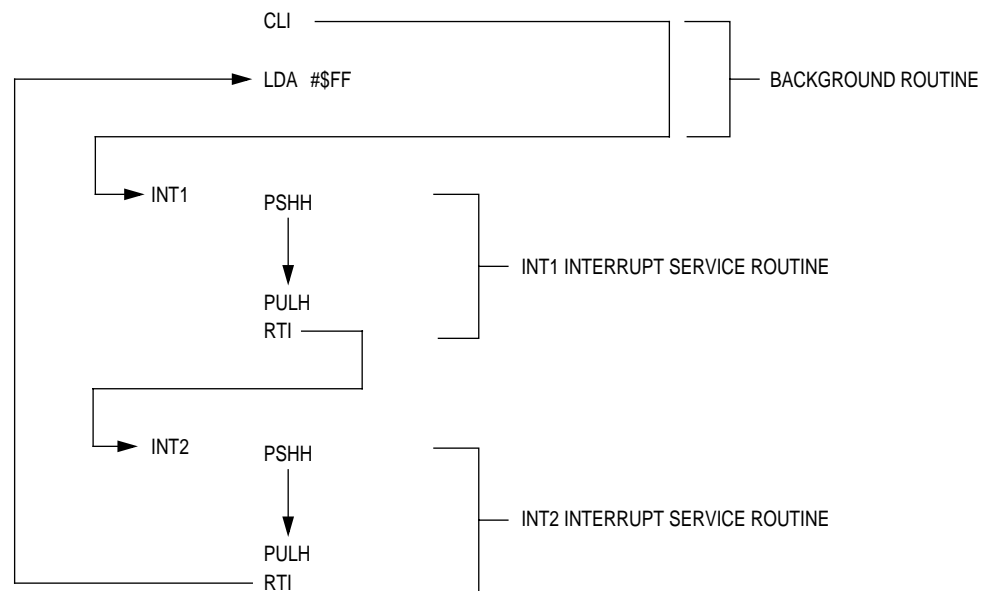 CLI
LDA #$FF
BACKGROUND ROUTINE
INT1
PSHH
INT1 INTERRUPT SERVICE ROUTINE
PULH
RTI
INT2
PSHH
INT2 INTERRUPT SERVICE ROUTINE
PULH
RTI